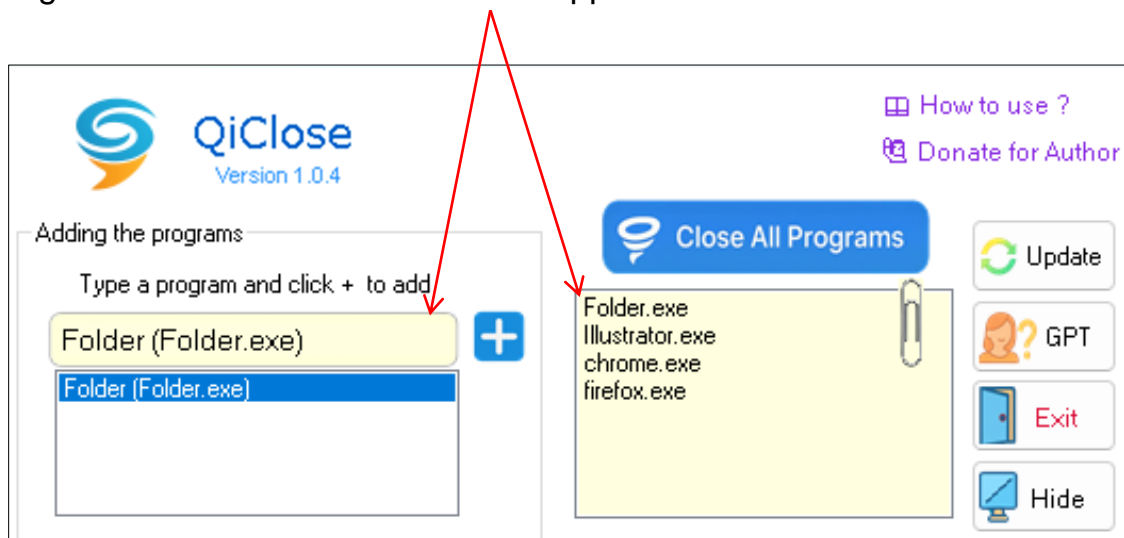 QiClose
Version 1.0.4
How to use ?
Donate for Author
Adding the programs
Type a program and click + to add
Folder (Folder.exe)
Folder (Folder.exe)
Close All Programs
Folder.exe
Illustrator.exe
chrome.exe
firefox.exe
Update
GPT
Exit
Hide